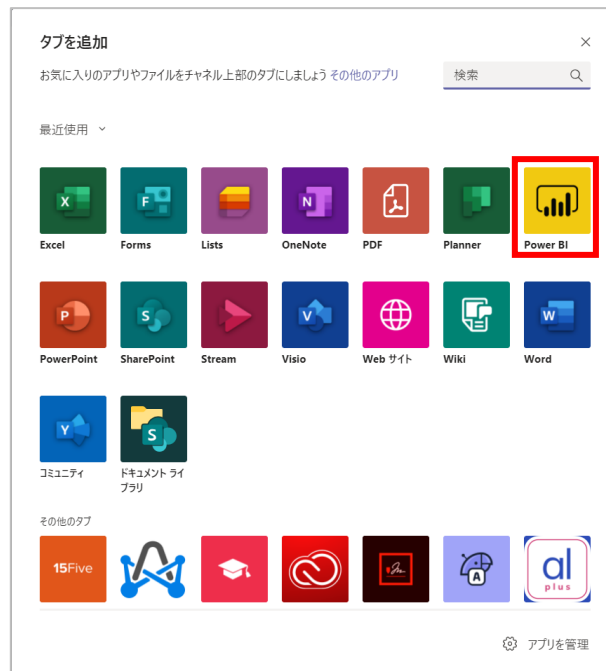 タブを追加
お気に入りのアプリやファイルをチャネル上部のタブにしましょう その他のアプリ
検索
最近使用
X
F
N
Excel
Forms
Lists
OneNote
PDF
Planner
Power BI
P
S
V
W
PowerPoint
SharePoint
Stream
Visio
Web サイト
Wiki
Word
Y
S
コミュニティ
ドキュメント ライ
ブラリ
その他のタブ
15Five
A
al
plus
アプリを管理